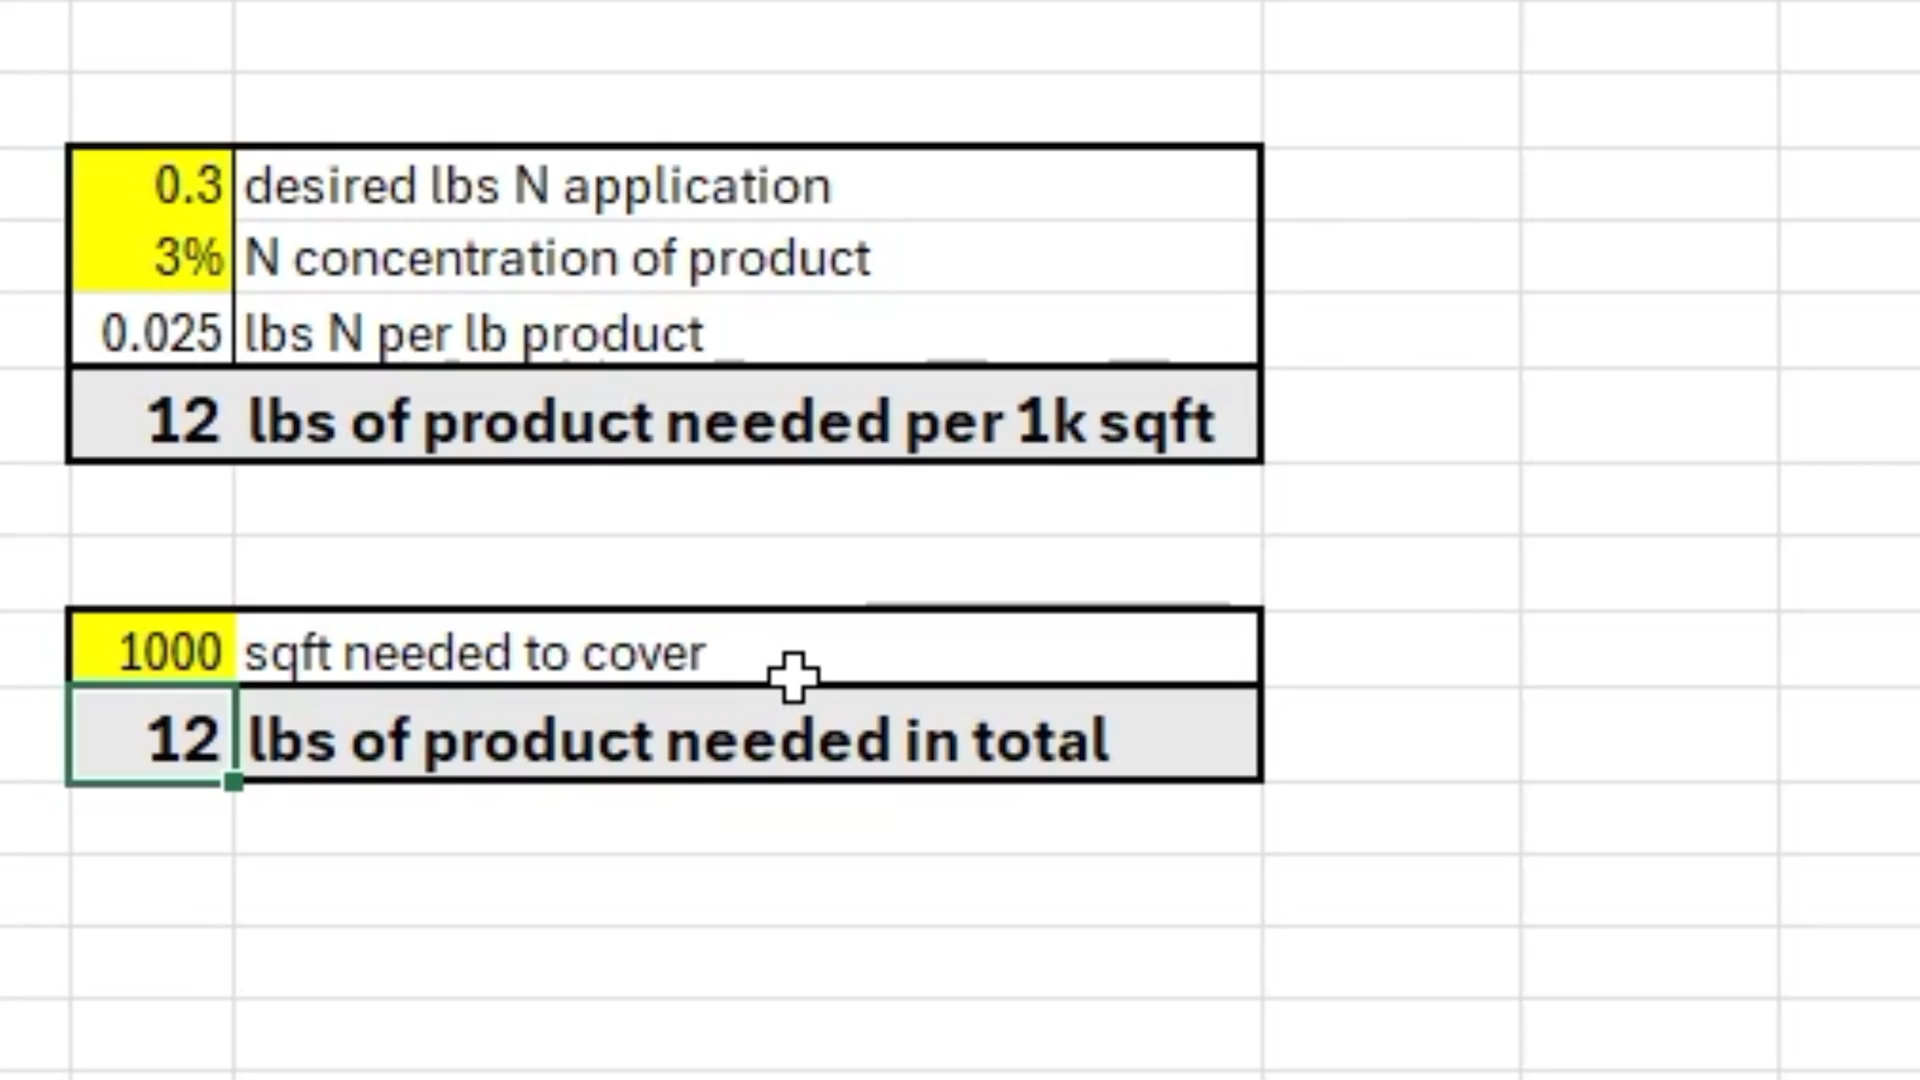 0.3 desired lbs N application
3% N concentration of product
0.025 lbs N per lb product
12 lbs of product needed per 1k sqft
1000 sqft needed to cover
12 lbs of product needed in total